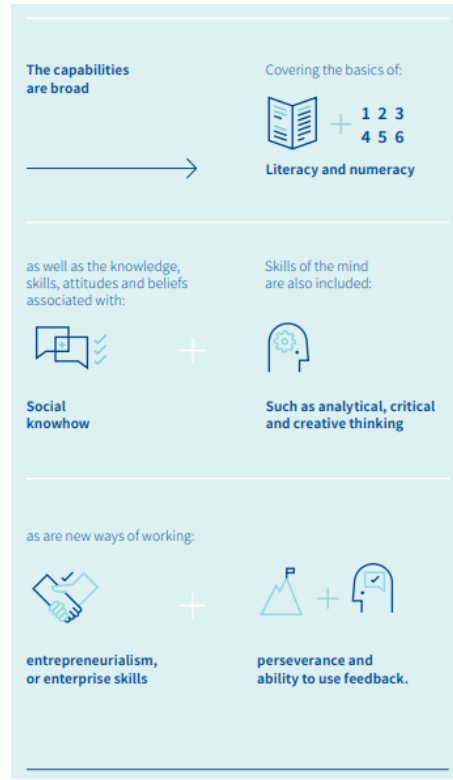 The capabilities
are broad
Covering the basics of:
1 2 3
4 5 6
Literacy and numeracy
as well as the knowledge,
skills, attitudes and beliefs
associated with:
Social
knowhow
Skills of the mind
are also included:
Such as analytical, critical
and creative thinking
as are new ways of working:
entrepreneurialism,
or enterprise skills
perseverance and
ability to use feedback.